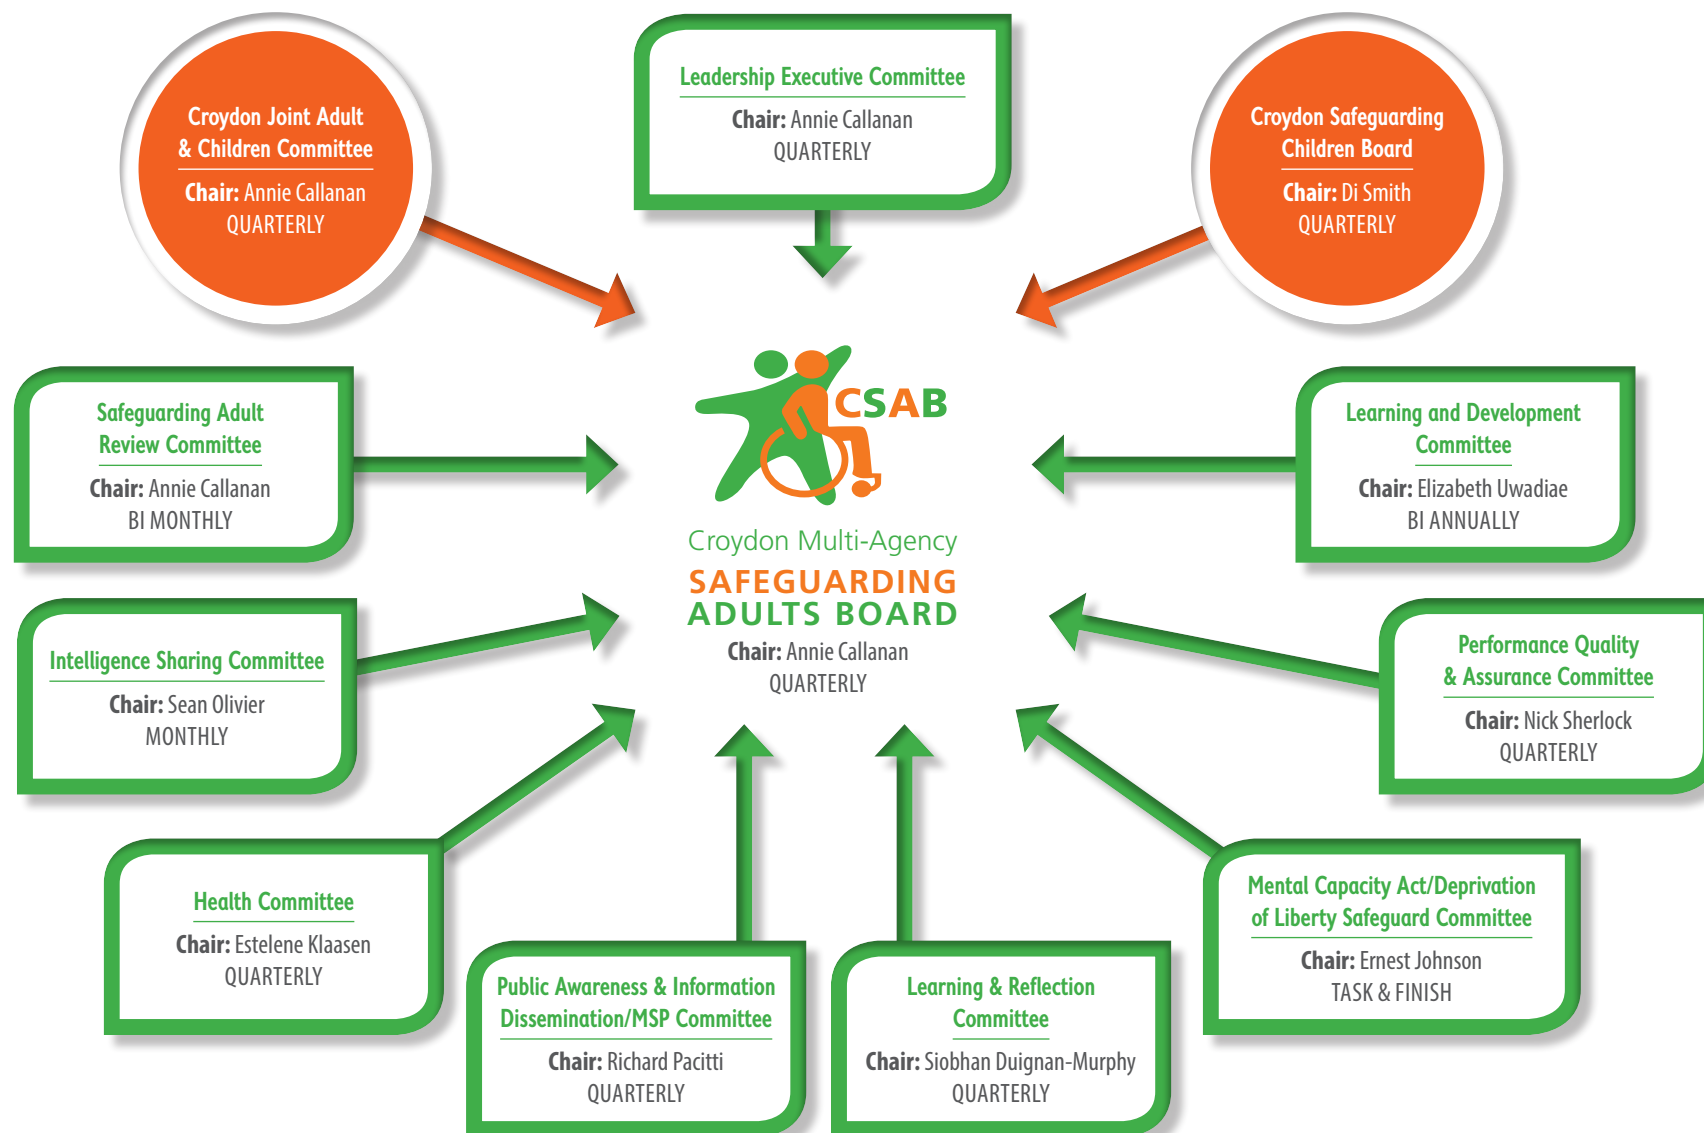 Croydon Joint Adult
& Children Committee
Chair: Annie Callanan
QUARTERLY
Leadership Executive Committee
Chair: Annie Callanan
QUARTERLY
Croydon Safeguarding
Children Board
Chair: Di Smith
QUARTERLY
Safeguarding Adult
Review Committee
Chair: Annie Callanan
BI MONTHLY
CSAB
Croydon Multi-Agency
SAFEGUARDING
ADULTS BOARD
Chair: Annie Callanan
QUARTERLY
Learning and Development
Committee
Chair: Elizabeth Uwadiae
BI ANNUALLY
Intelligence Sharing Committee
Chair: Sean Olivier
MONTHLY
Performance Quality
& Assurance Committee
Chair: Nick Sherlock
QUARTERLY
Health Committee
Chair: Estelene Klaasen
QUARTERLY
Public Awareness & Information
Dissemination/MSP Committee
Chair: Richard Pacitti
QUARTERLY
Learning & Reflection
Committee
Chair: Siobhan Duignan-Murphy
QUARTERLY
Mental Capacity Act/Deprivation
of Liberty Safeguard Committee
Chair: Ernest Johnson
TASK & FINISH